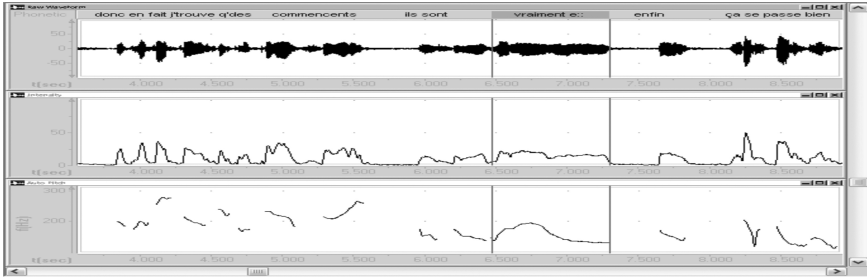 Raw Waveform
Phonetic donc en fait j'trouve q'des commencents ils sont vraiment e:: enfin ça se passe bien
50
0
-50
t[sec] 4.000 4.500 5.000 5.500 6.000 6.500 7.000 7.500 8.000 8.500
Intensity
50
0
t[sec] 4.000 4.500 5.000 5.500 6.000 6.500 7.000 7.500 8.000 8.500
Auto Pitch
300
200
t[sec] 4.000 4.500 5.000 5.500 6.000 6.500 7.000 7.500 8.000 8.500